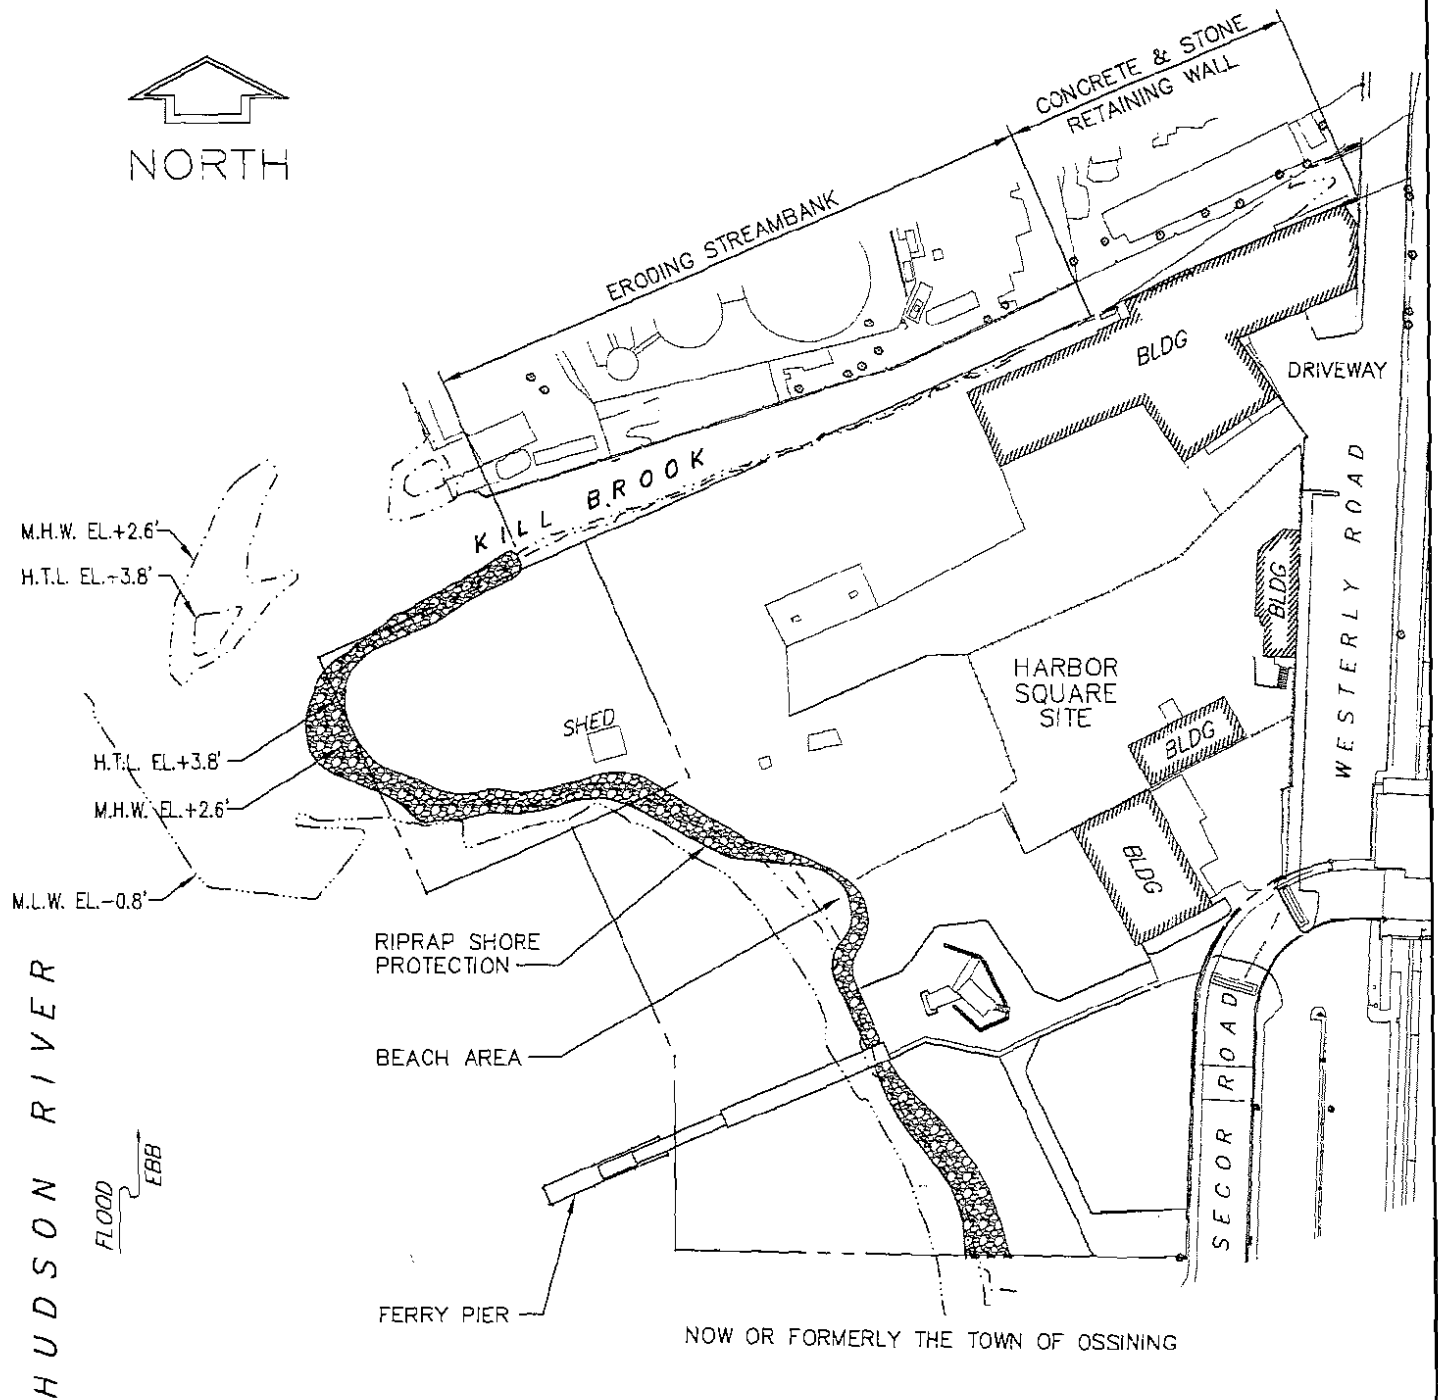 NORTH
CONCRETE & STONE
RETAINING WALL
ERODING STREAMBANK
BLDG
DRIVEWAY
KILL BROOK
M.H.W. EL.+2.6'
H.T.L. EL.+3.8'
BLDG
WESTERLY ROAD
HARBOR
SQUARE
SITE
SHED
BLDG
H.T.L. EL.+3.8'
M.H.W. EL.+2.6'
BLDG
M.L.W. EL.-0.8'
RIPRAP SHORE
PROTECTION
BEACH AREA
HUDSON RIVER
FLOOD
EBB
SECOR ROAD
FERRY PIER
NOW OR FORMERLY THE TOWN OF OSSINING